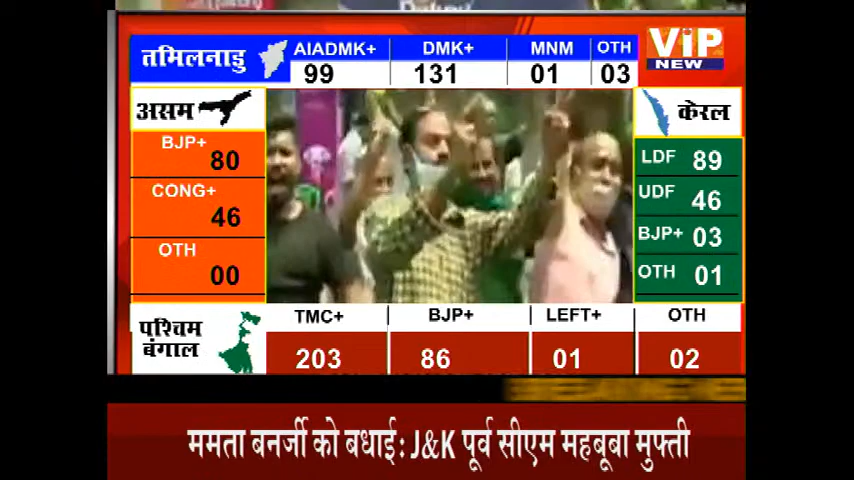 तमिलनाडु
AIADMK+ DMK+ MNM OTH
99 131 01 03
ViP
NEW
असम
BJP+
80
CONG+
46
OTH
00
केरल
LDF 89
UDF 46
BJP+ 03
OTH 01
पश्चिम
बंगाल
TMC+ BJP+ LEFT+ OTH
203 86 01 02
ममता बनर्जी को बधाई : J&K पूर्व सीएम महबूबा मुफ्ती